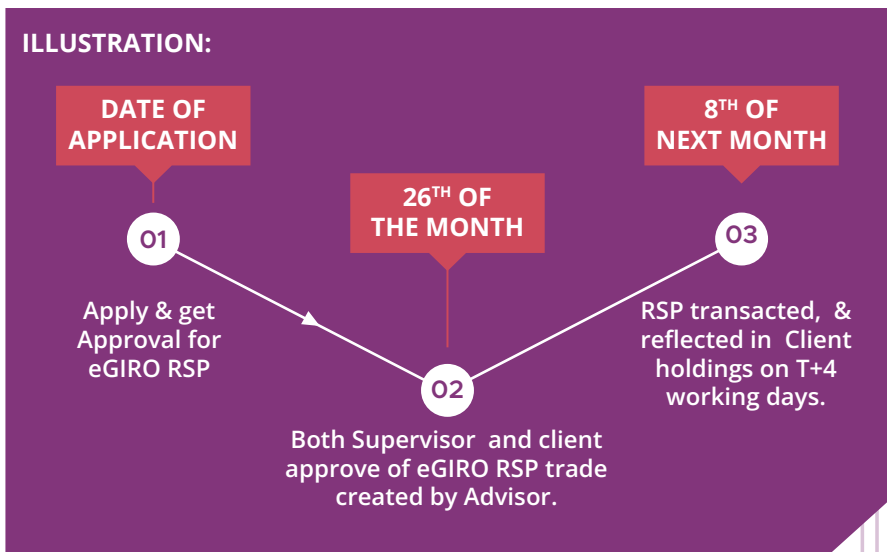 ILLUSTRATION:
DATE OF
APPLICATION
01
Apply & get
Approval for
eGIRO RSP
26TH OF
THE MONTH
02
Both Supervisor and client
approve of eGIRO RSP trade
created by Advisor.
8TH OF
NEXT MONTH
03
RSP transacted, &
reflected in Client
holdings on T+4
working days.